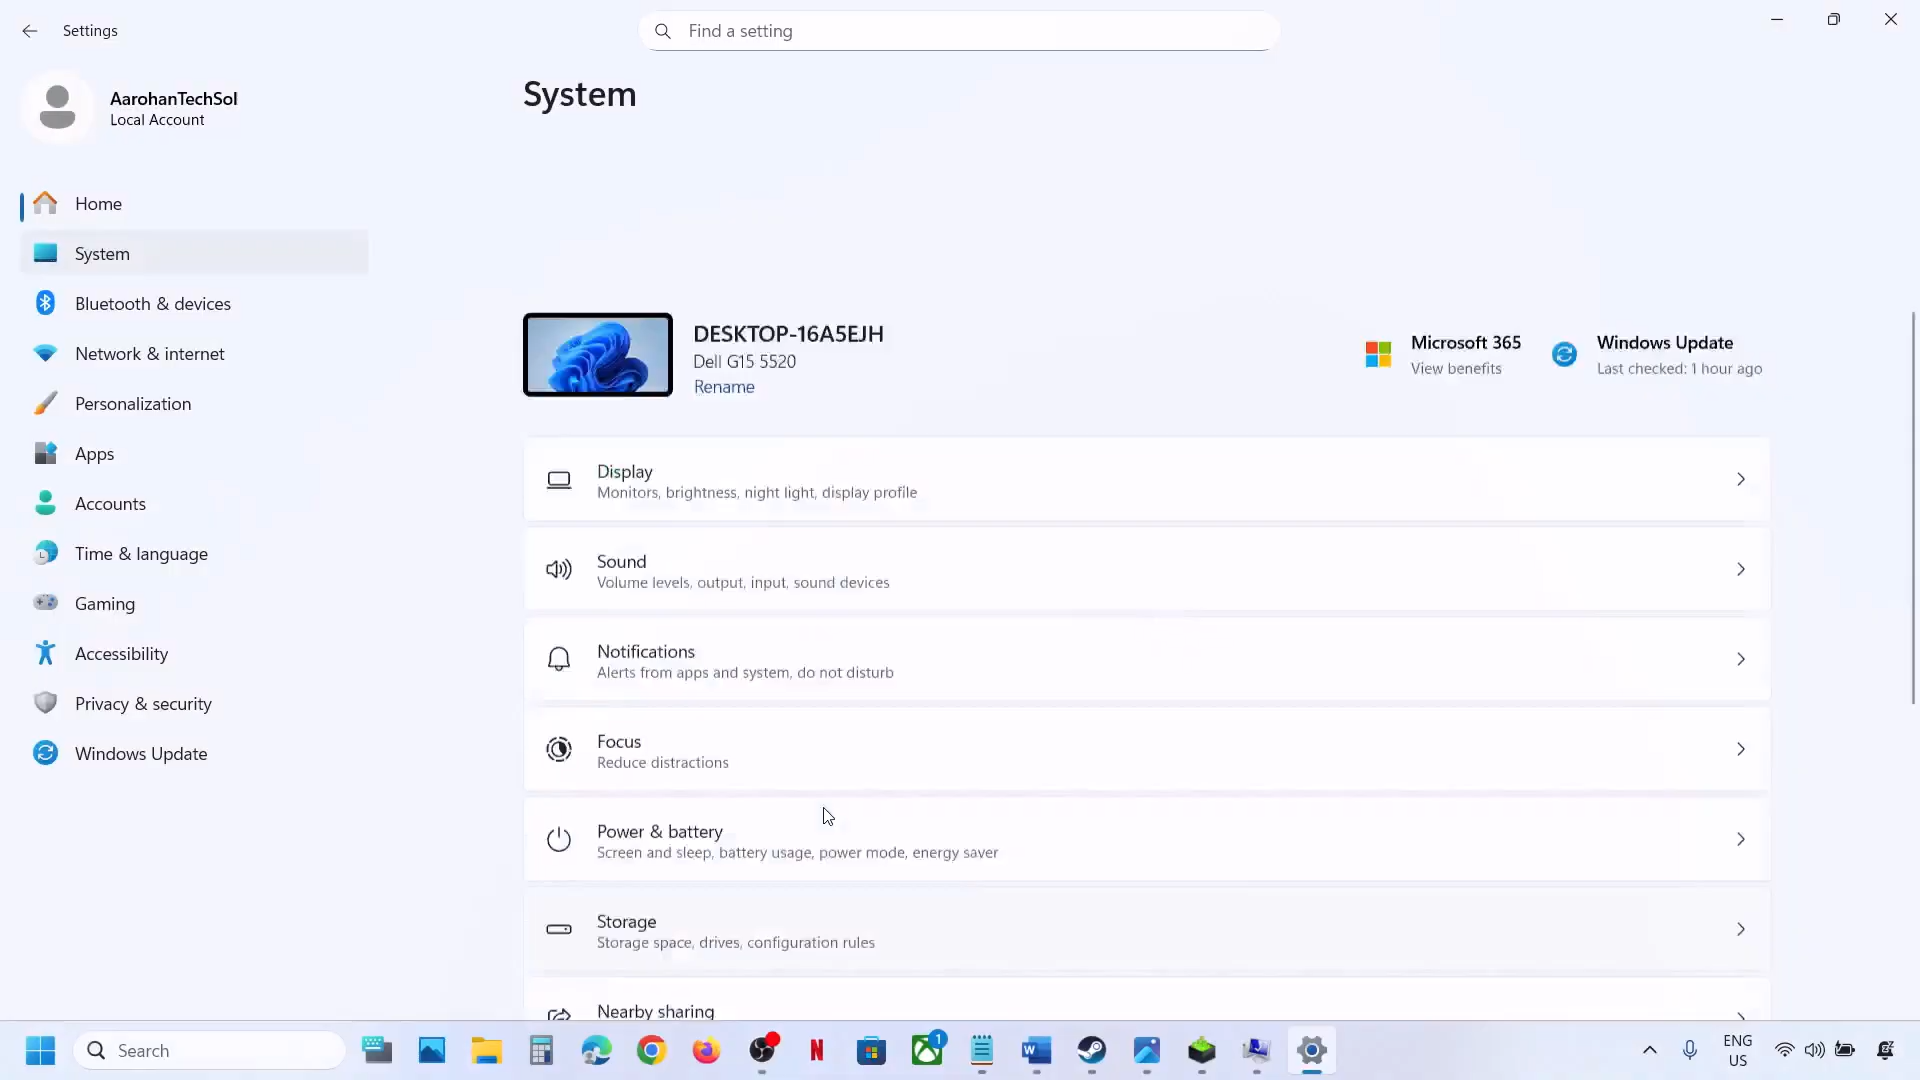 Settings
Find a setting
AarohanTechSol
Local Account
Home
System
Bluetooth & devices
Network & internet
Personalization
Apps
Accounts
Time & language
Gaming
Accessibility
Privacy & security
Windows Update
System
DESKTOP-16A5EJH
Dell G15 5520
Rename
Microsoft 365
View benefits
Windows Update
Last checked: 1 hour ago
Display
Monitors, brightness, night light, display profile
Sound
Volume levels, output, input, sound devices
Notifications
Alerts from apps and system, do not disturb
Focus
Reduce distractions
Power & battery
Screen and sleep, battery usage, power mode, energy saver
Storage
Storage space, drives, configuration rules
Nearby sharing
Search
N
1
W
ENG
US